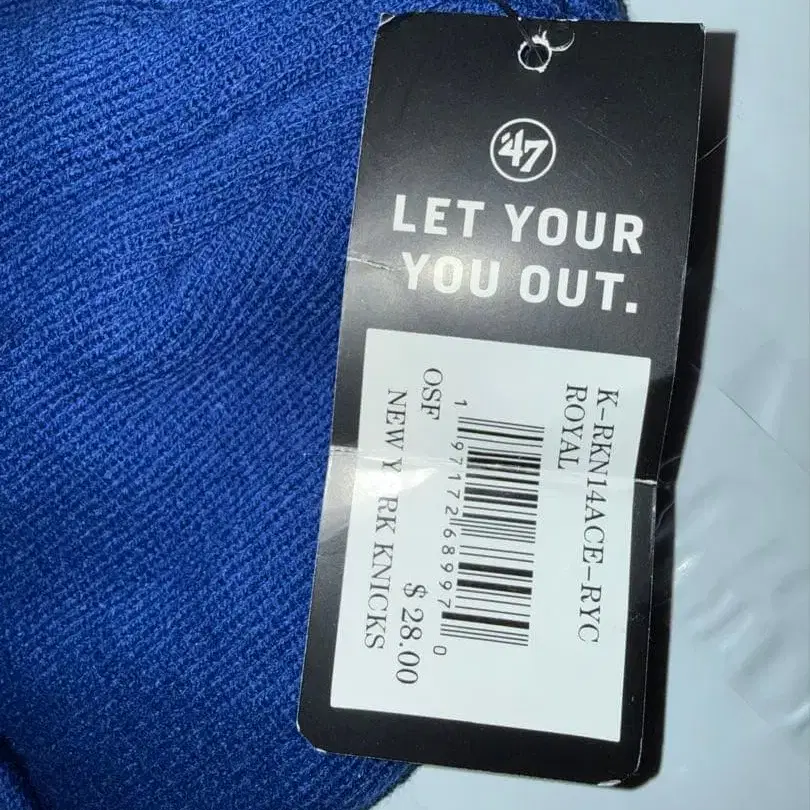 '47
LET YOUR
YOU OUT.
K-RKN14ACE-RYC
ROYAL
1 97172 68997 0
OSF
$ 28.00
NEW Y RK KNICKS